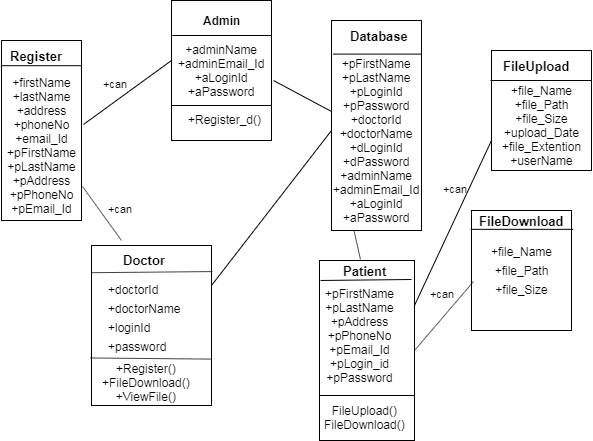 Register
+firstName
+lastName
+address
+phoneNo
+email_Id
+pFirstName
+pLastName
+pAddress
+pPhoneNo
+pEmail_Id
+can
Admin
+adminName
+adminEmail_Id
+aLoginId
+aPassword
+Register_d()
Database
+pFirstName
+pLastName
+pLoginId
+pPassword
+doctorId
+doctorName
+dLoginId
+dPassword
+adminName
+adminEmail_Id
+aLoginId
+aPassword
FileUpload
+file_Name
+file_Path
+file_Size
+upload_Date
+file_Extention
+userName
+can
+can
Doctor
+doctorId
+doctorName
+loginId
+password
+Register()
+FileDownload()
+ViewFile()
Patient
+pFirstName
+pLastName
+pAddress
+pPhoneNo
+pEmail_Id
+pLogin_id
+pPassword
FileUpload()
FileDownload()
+can
FileDownload
+file_Name
+file_Path
+file_Size